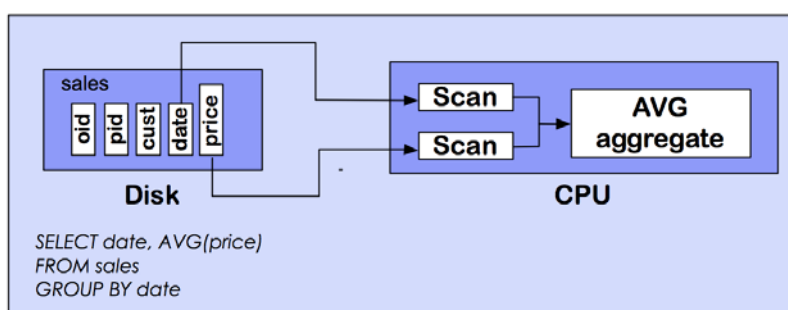 sales
oid
pid
cust
date
price
Disk
Scan
Scan
AVG
aggregate
CPU
SELECT date, AVG(price)
FROM sales
GROUP BY date